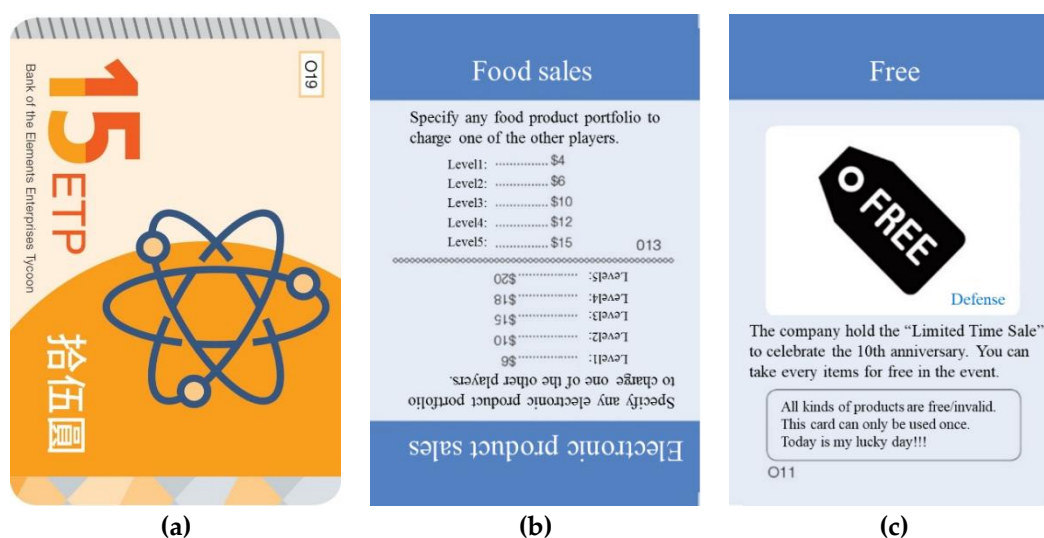 O19
15 ETP
Bank of the Elements Enterprises Tycoon
拾伍圓
(a)
Food sales
Specify any food product portfolio to
charge one of the other players.
Level1: ............... $4
Level2: ............... $6
Level3: ............... $10
Level4: ............... $12
Level5: ............... $15
013
Electronic product sales
Specify any electronic product portfolio
to charge one of the other players.
Level1: ............... $6
Level2: ............... $10
Level3: ............... $15
Level4: ............... $18
Level5: ............... $20
(b)
Free
FREE
Defense
The company hold the “Limited Time Sale”
to celebrate the 10th anniversary. You can
take every items for free in the event.
All kinds of products are free/invalid.
This card can only be used once.
Today is my lucky day!!!
O11
(c)